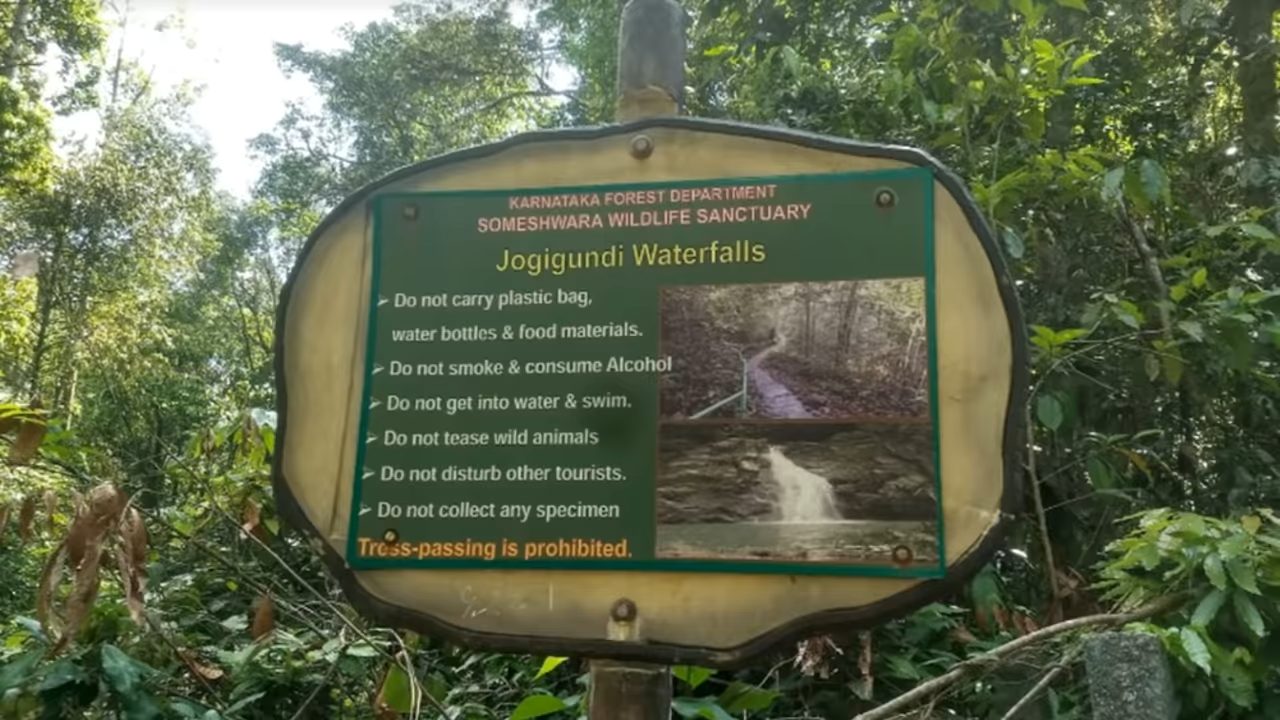 KARNATAKA FOREST DEPARTMENT
SOMESHWARA WILDLIFE SANCTUARY
Jogigundi Waterfalls
➢ Do not carry plastic bag,
water bottles & food materials.
➢ Do not smoke & consume Alcohol
➢ Do not get into water & swim.
➢ Do not tease wild animals
➢ Do not disturb other tourists.
➢ Do not collect any specimen
Tress-passing is prohibited.